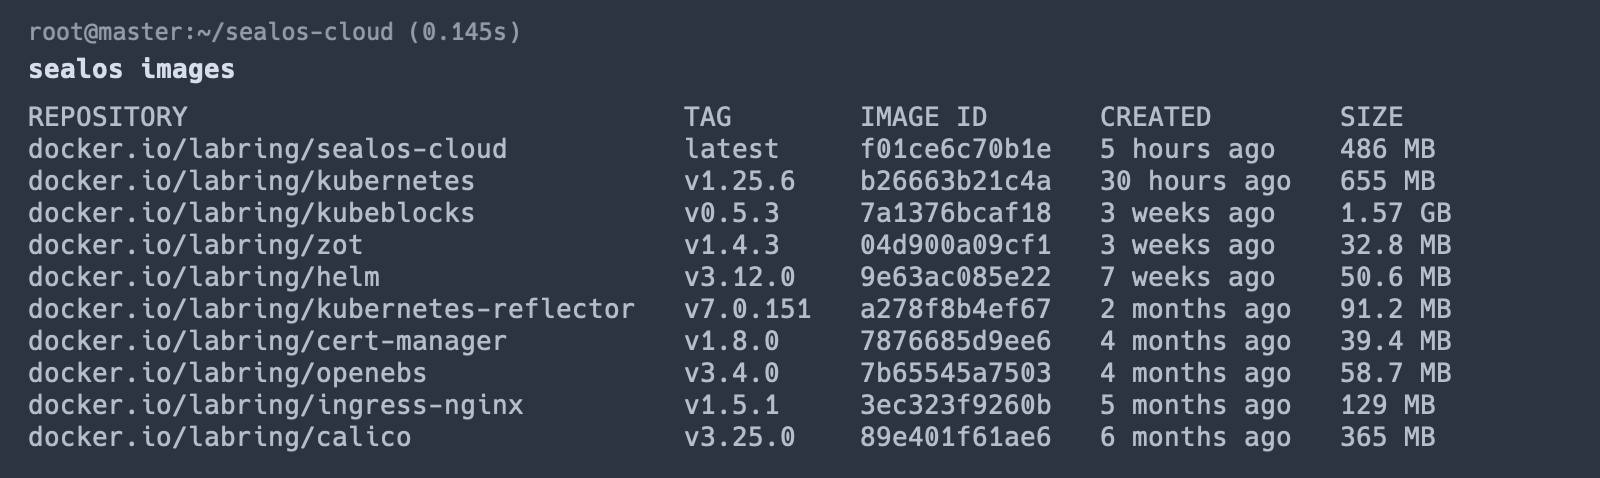 root@master:~/sealos-cloud (0.145s)
sealos images
REPOSITORY TAG IMAGE ID CREATED SIZE
docker.io/labring/sealos-cloud latest f01ce6c70b1e 5 hours ago 486 MB
docker.io/labring/kubernetes v1.25.6 b26663b21c4a 30 hours ago 655 MB
docker.io/labring/kubeblocks v0.5.3 7a1376bcaf18 3 weeks ago 1.57 GB
docker.io/labring/zot v1.4.3 04d900a09cf1 3 weeks ago 32.8 MB
docker.io/labring/helm v3.12.0 9e63ac085e22 7 weeks ago 50.6 MB
docker.io/labring/kubernetes-reflector v7.0.151 a278f8b4ef67 2 months ago 91.2 MB
docker.io/labring/cert-manager v1.8.0 7876685d9ee6 4 months ago 39.4 MB
docker.io/labring/openebs v3.4.0 7b65545a7503 4 months ago 58.7 MB
docker.io/labring/ingress-nginx v1.5.1 3ec323f9260b 5 months ago 129 MB
docker.io/labring/calico v3.25.0 89e401f61ae6 6 months ago 365 MB